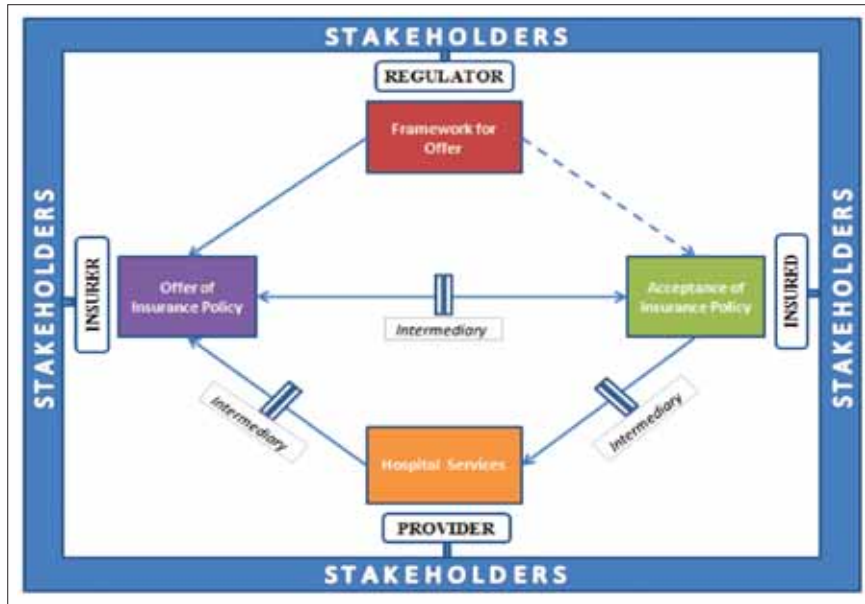 STAKEHOLDERS
REGULATOR
Framework for
Offer
STAKEHOLDERS
INSURER
Offer of
Insurance Policy
Intermediary
Acceptance of
Insurance Policy
INSURED
STAKEHOLDERS
Intermediary
Intermediary
Hospital Services
PROVIDER
STAKEHOLDERS